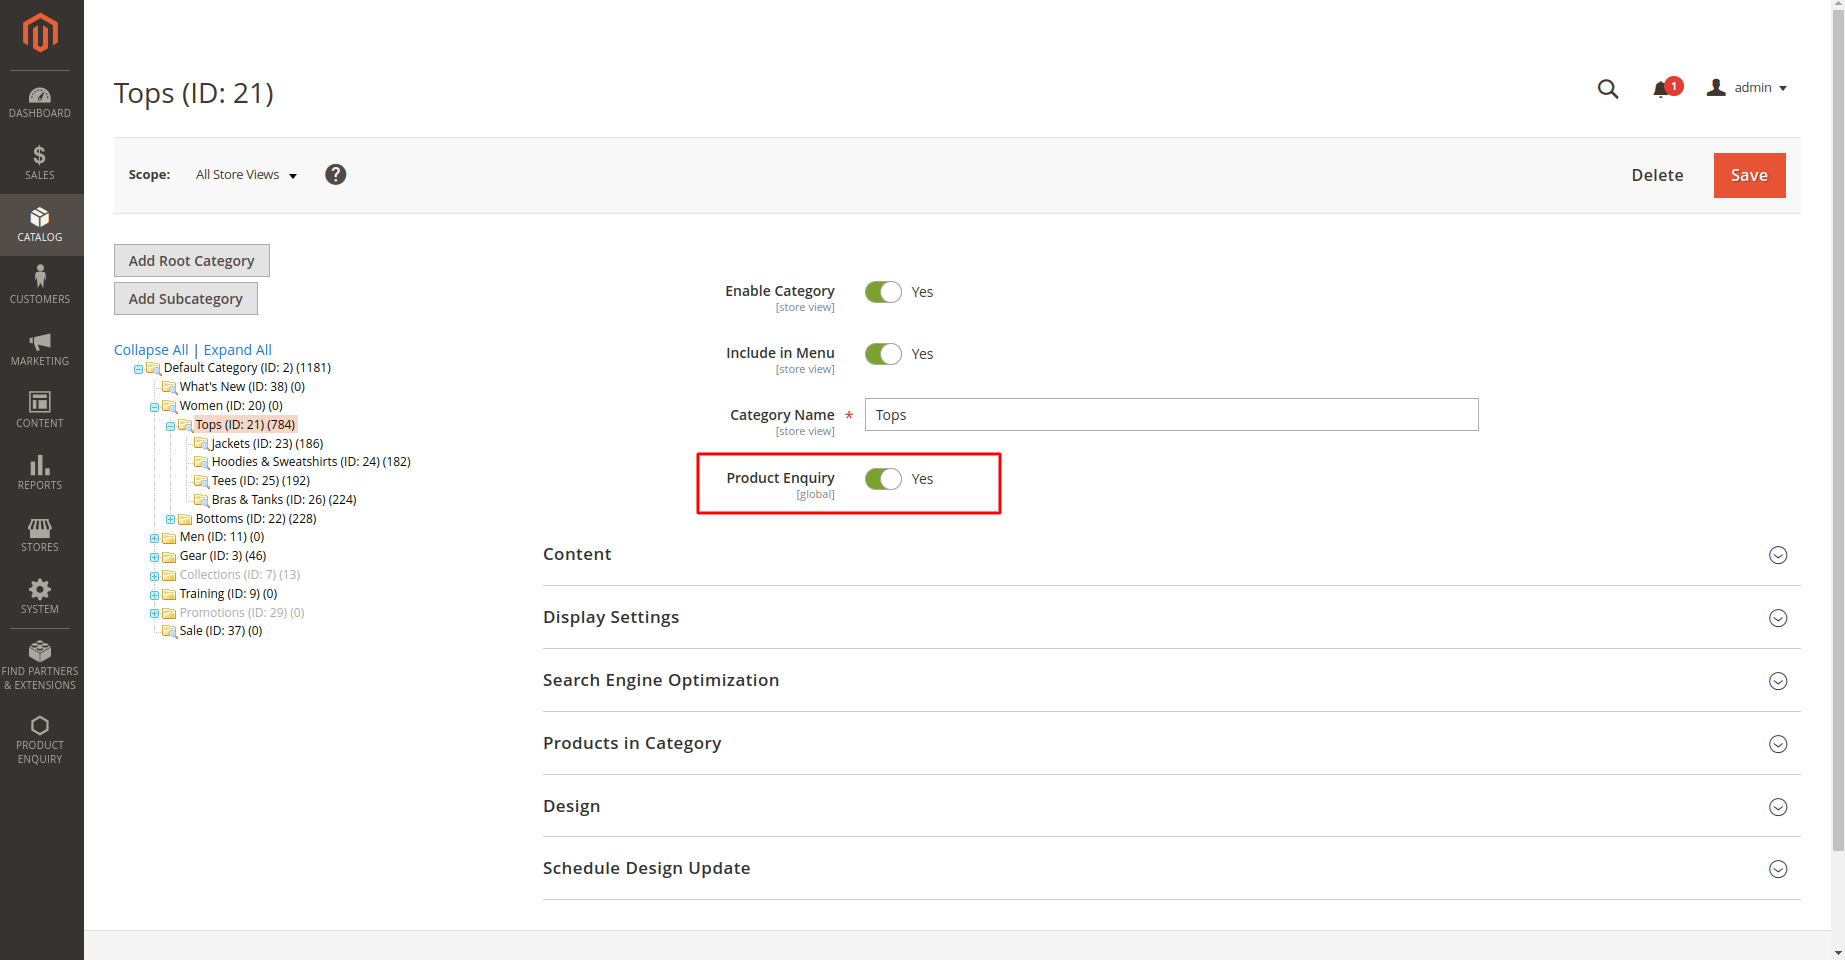 DASHBOARD
SALES
CATALOG
CUSTOMERS
MARKETING
CONTENT
REPORTS
STORES
SYSTEM
FIND PARTNERS
& EXTENSIONS
PRODUCT
ENQUIRY
Tops (ID: 21)
1
admin
Scope: All Store Views ?
Delete
Save
Add Root Category
Add Subcategory
Collapse All | Expand All
Default Category (ID: 2) (1181)
What's New (ID: 38) (0)
Women (ID: 20) (0)
Tops (ID: 21) (784)
Jackets (ID: 23) (186)
Hoodies & Sweatshirts (ID: 24) (182)
Tees (ID: 25) (192)
Bras & Tanks (ID: 26) (224)
Bottoms (ID: 22) (228)
Men (ID: 11) (0)
Gear (ID: 3) (46)
Collections (ID: 7) (13)
Training (ID: 9) (0)
Promotions (ID: 29) (0)
Sale (ID: 37) (0)
Enable Category Yes
[store view]
Include in Menu Yes
[store view]
Category Name * Tops
[store view]
Product Enquiry Yes
[global]
Content
Display Settings
Search Engine Optimization
Products in Category
Design
Schedule Design Update